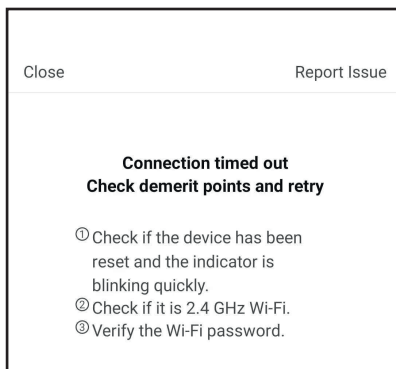 Close
Report Issue
Connection timed out
Check demerit points and retry
① Check if the device has been
reset and the indicator is
blinking quickly.
② Check if it is 2.4 GHz Wi-Fi.
③ Verify the Wi-Fi password.